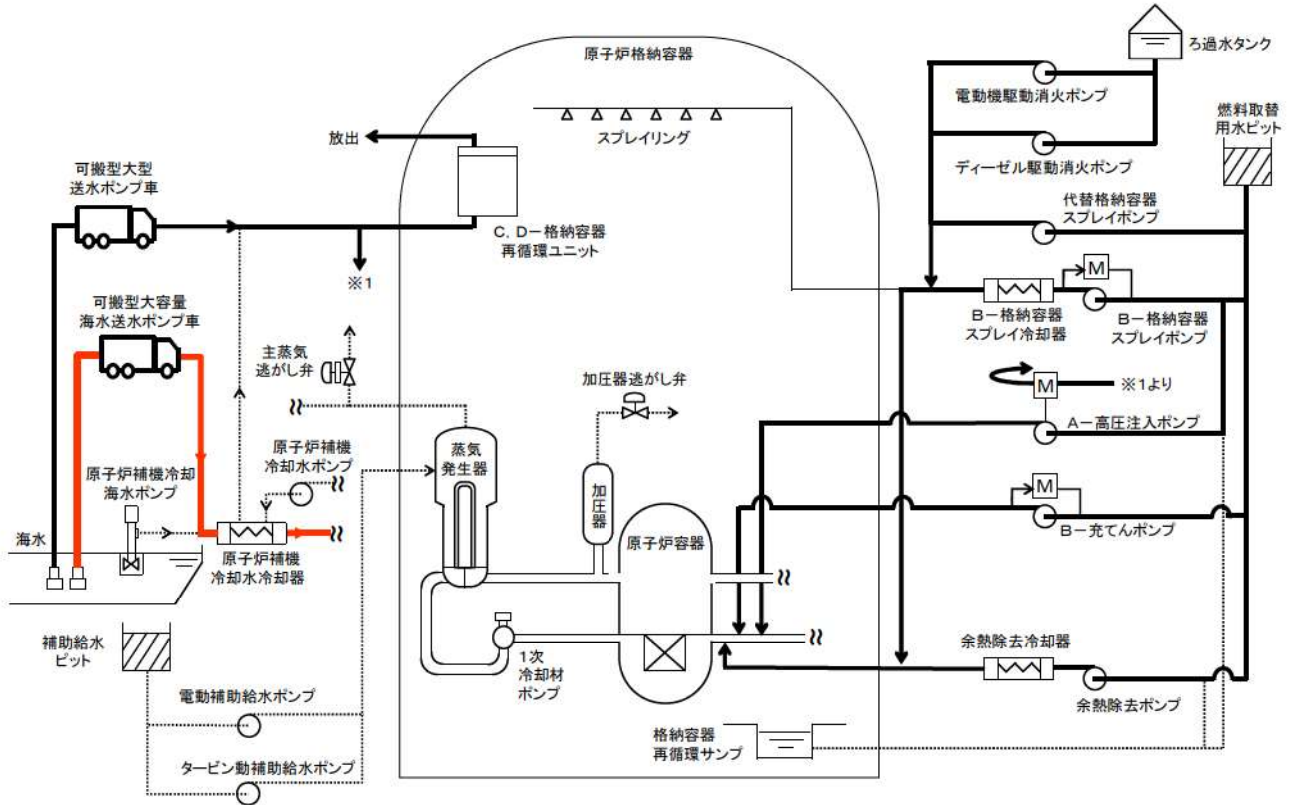 原子炉格納容器
ろ過水タンク
電動機駆動消火ポンプ
燃料取替
用水ピット
スプレイリング
放出
ディーゼル駆動消火ポンプ
可搬型大型
送水ポンプ車
代替格納容器
スプレイポンプ
C, D-格納容器
再循環ユニット
※1
M
B-格納容器
スプレイ冷却器
B-格納容器
スプレイポンプ
可搬型大容量
海水送水ポンプ車
主蒸気
逃がし弁
加圧器逃がし弁
M
※1より
A-高圧注入ポンプ
蒸気
発生器
原子炉補機
冷却水ポンプ
原子炉補機冷却
海水ポンプ
加圧器
M
B-充てんポンプ
原子炉容器
海水
原子炉補機
冷却水冷却器
補助給水
ピット
1次
冷却材
ポンプ
余熱除去冷却器
余熱除去ポンプ
電動補助給水ポンプ
格納容器
再循環サンプ
タービン動補助給水ポンプ